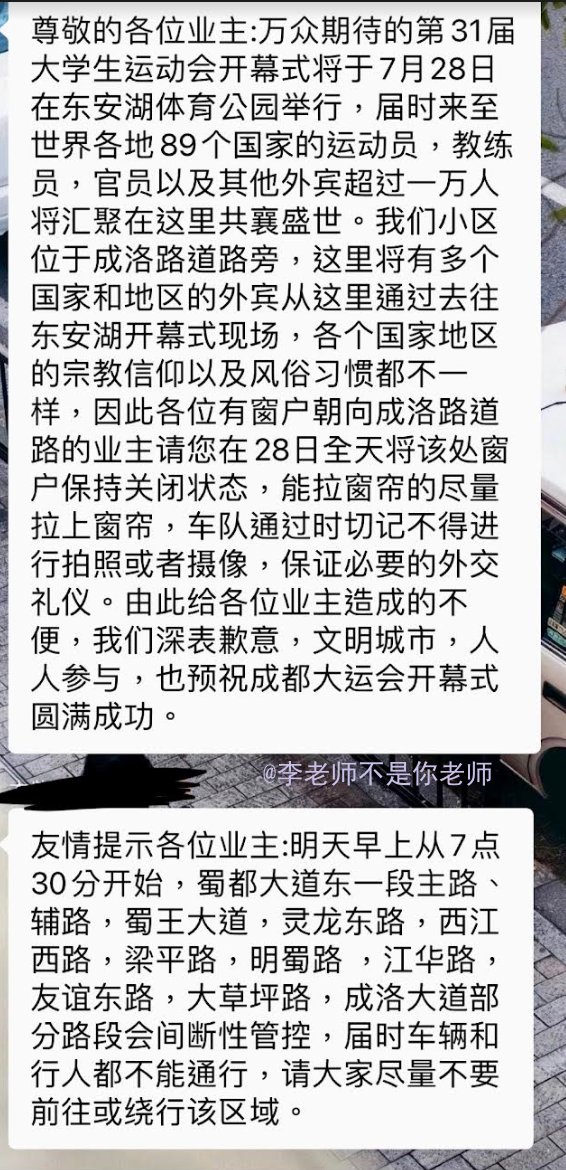 尊敬的各位业主:万众期待的第31届
大学生运动会开幕式将于7月28日
在东安湖体育公园举行，届时来至
世界各地89个国家的运动员，教练
员，官员以及其他外宾超过一万人
将汇聚在这里共襄盛世。我们小区
位于成洛路道路旁，这里将有多个
国家和地区的外宾从这里通过去往
东安湖开幕式现场，各个国家地区
的宗教信仰以及风俗习惯都不一
样，因此各位有窗户朝向成洛路道
路的业主请您在28日全天将该处窗
户保持关闭状态，能拉窗帘的尽量
拉上窗帘，车队通过时切记不得进
行拍照或者摄像，保证必要的外交
礼仪。由此给各位业主造成的不
便，我们深表歉意，文明城市，人
人参与，也预祝成都大运会开幕式
圆满成功。
@李老师不是你老师
友情提示各位业主:明天早上从7点
30分开始，蜀都大道东一段主路、
辅路，蜀王大道，灵龙东路，西江
西路，梁平路，明蜀路 ，江华路，
友谊东路，大草坪路，成洛大道部
分路段会间断性管控，届时车辆和
行人都不能通行，请大家尽量不要
前往或绕行该区域。